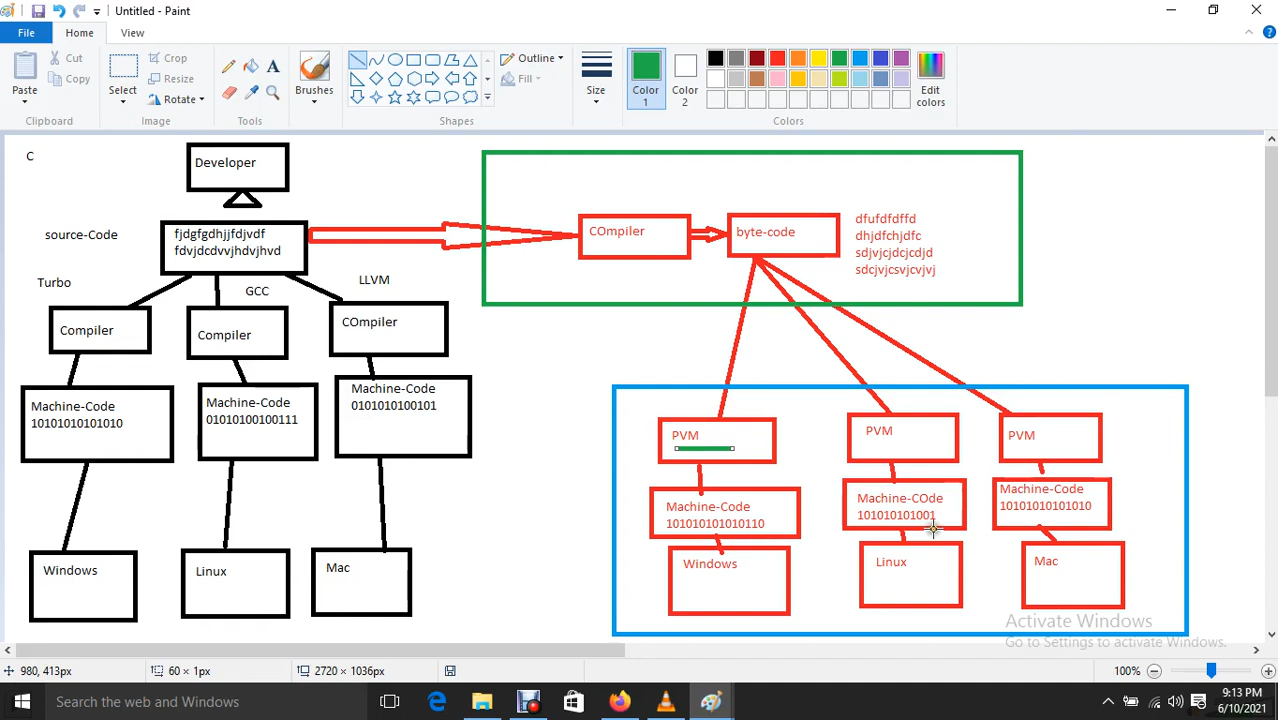 Untitled - Paint
File
Home
View
Paste
Cut
Copy
Clipboard
Select
Crop
Resize
Rotate
Image
A
Tools
Brushes
Outline
Fill
Shapes
Size
Color
1
Color
2
Edit
colors
Colors
C
Developer
source-Code
fjdgfgdhjjfdjvdf
fdvjdcdvvjhdvjhvd
COmpiler
byte-code
dfufdfdffd
dhjdfchjdfc
sdjvjcjdcjcdjd
sdcjvjcsvjcvjvj
Turbo
GCC
LLVM
Compiler
Compiler
COmpiler
Machine-Code
10101010101010
Machine-Code
01010100100111
Machine-Code
0101010100101
Windows
Linux
Mac
PVM
PVM
PVM
Machine-Code
101010101010110
Machine-COde
101010101001
Machine-Code
10101010101010
Windows
Linux
Mac
Activate Windows
Go to Settings to activate Windows.
980, 413px
60 × 1px
2720 × 1036px
100%
Search the web and Windows
9:13 PM
6/10/2021